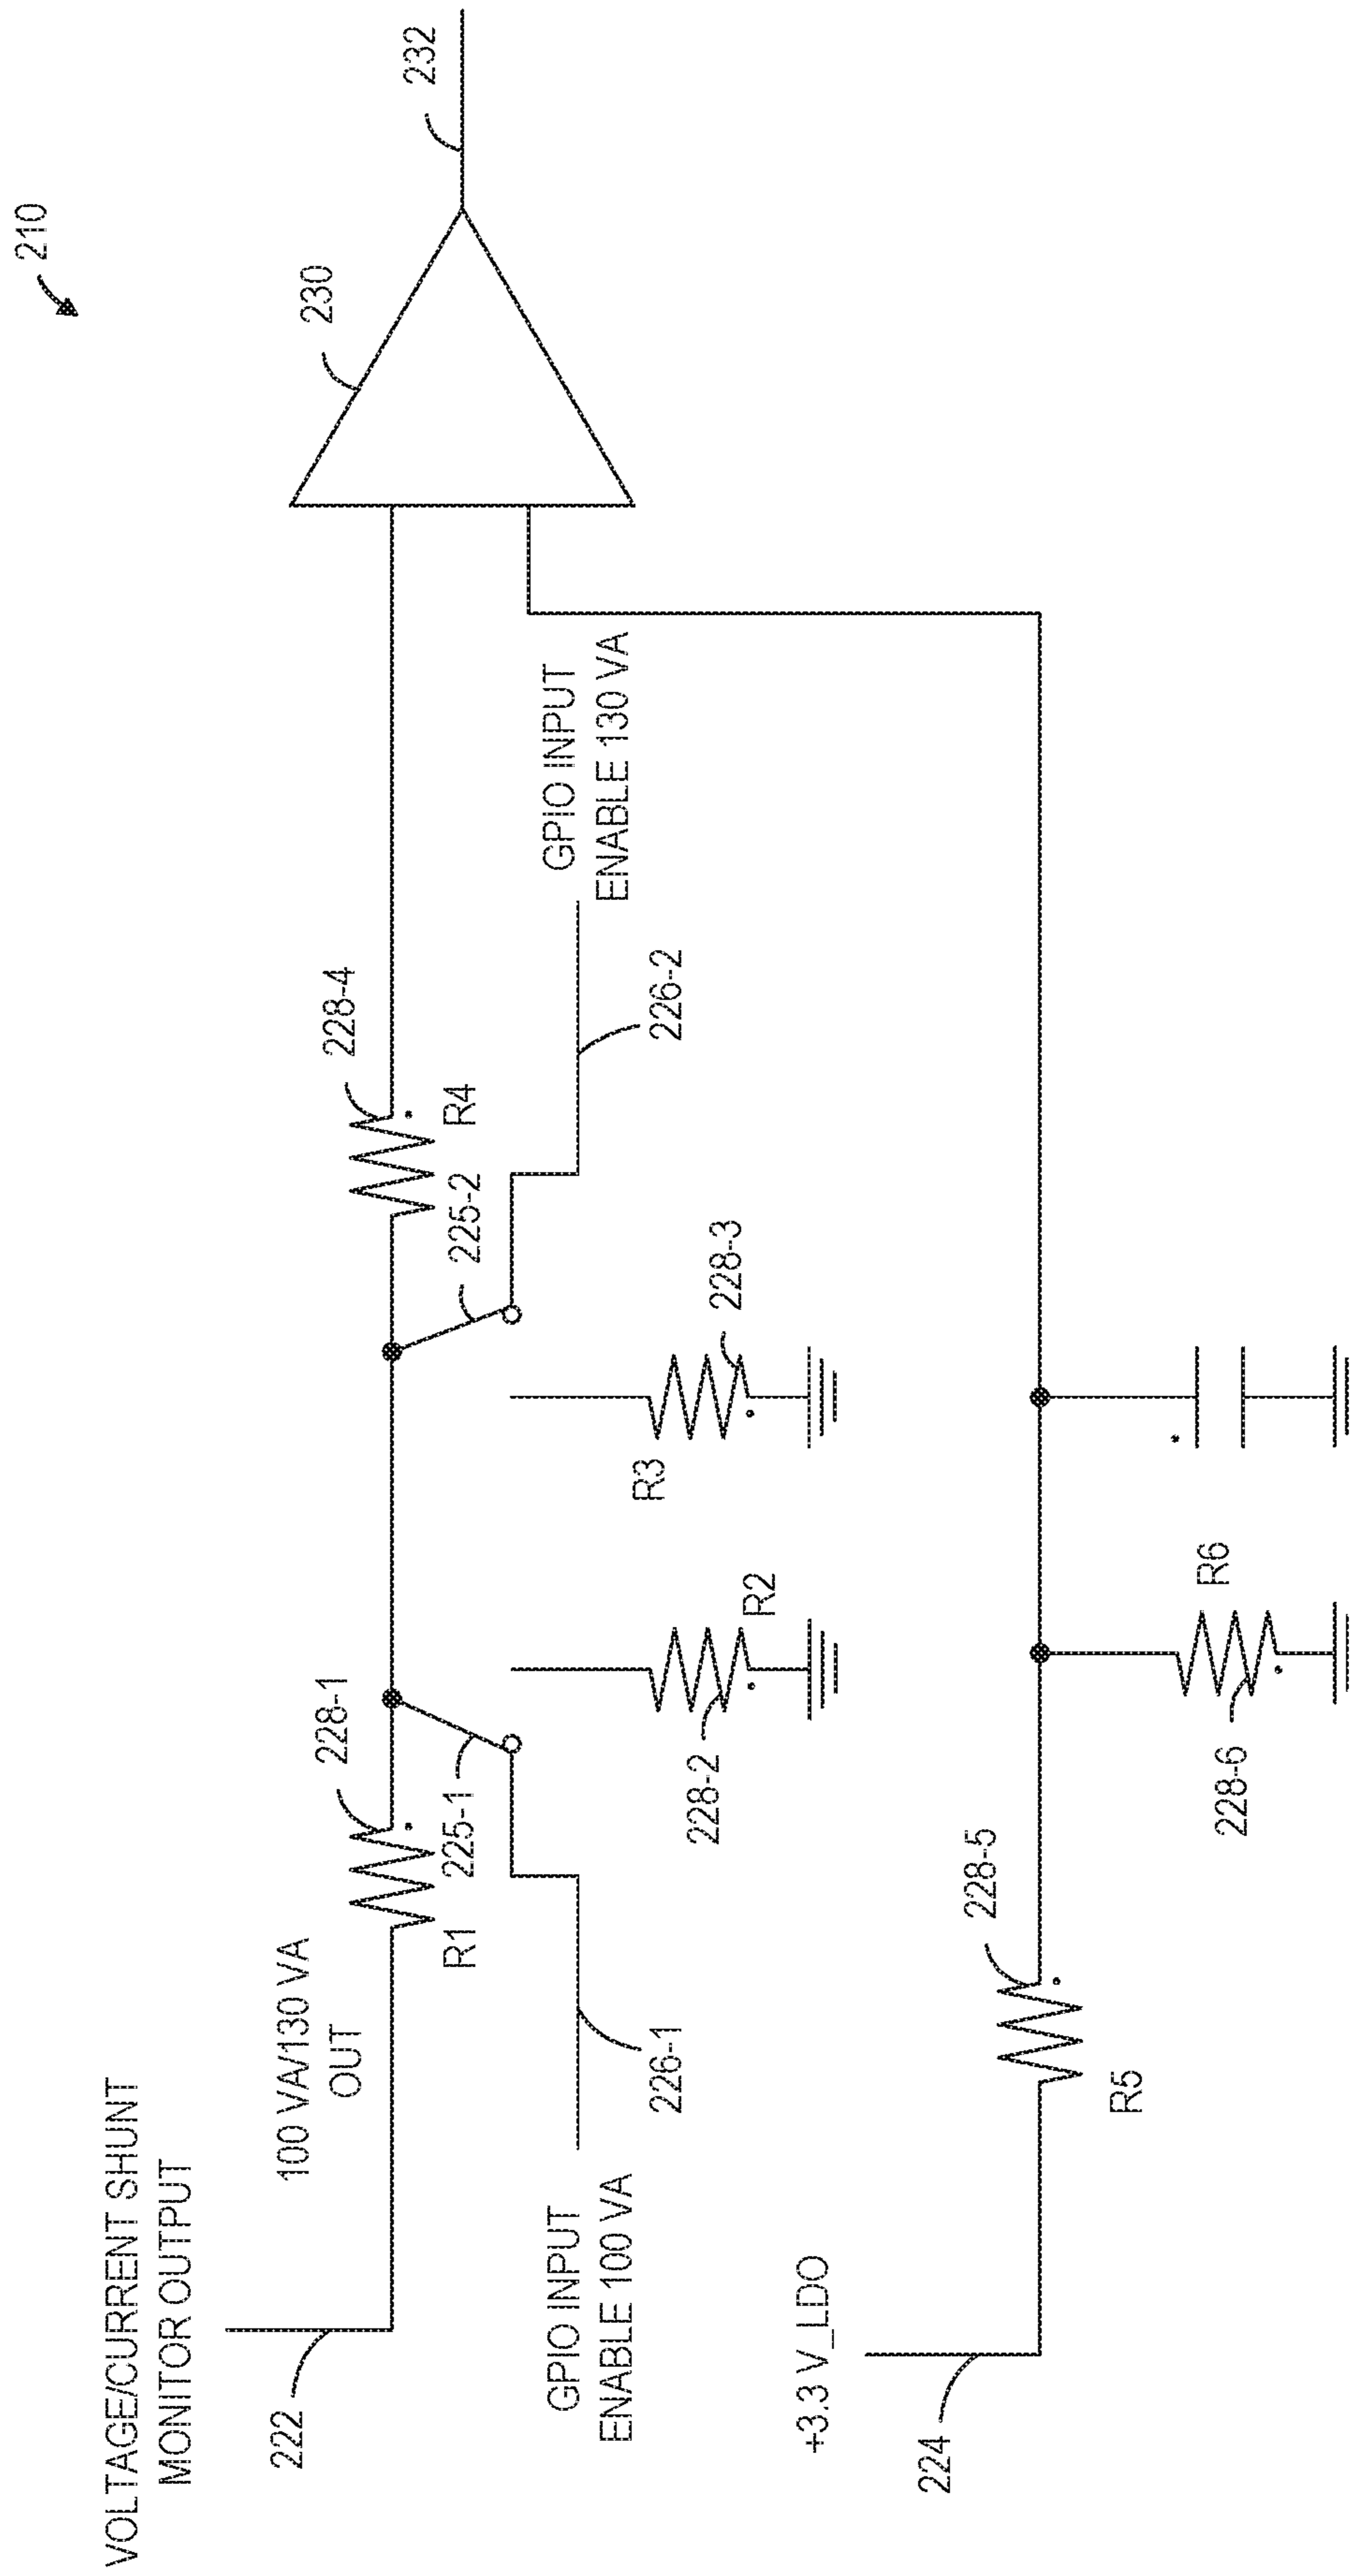 210
VOLTAGE/CURRENT SHUNT
MONITOR OUTPUT
222
100 VA/130 VA
OUT
228-1
R1
225-1
GPIO INPUT
ENABLE 100 VA
226-1
228-2
R2
R3
228-3
225-2
228-4
R4
226-2
GPIO INPUT
ENABLE 130 VA
230
232
+3.3 V_LDO
224
228-5
R5
228-6
R6